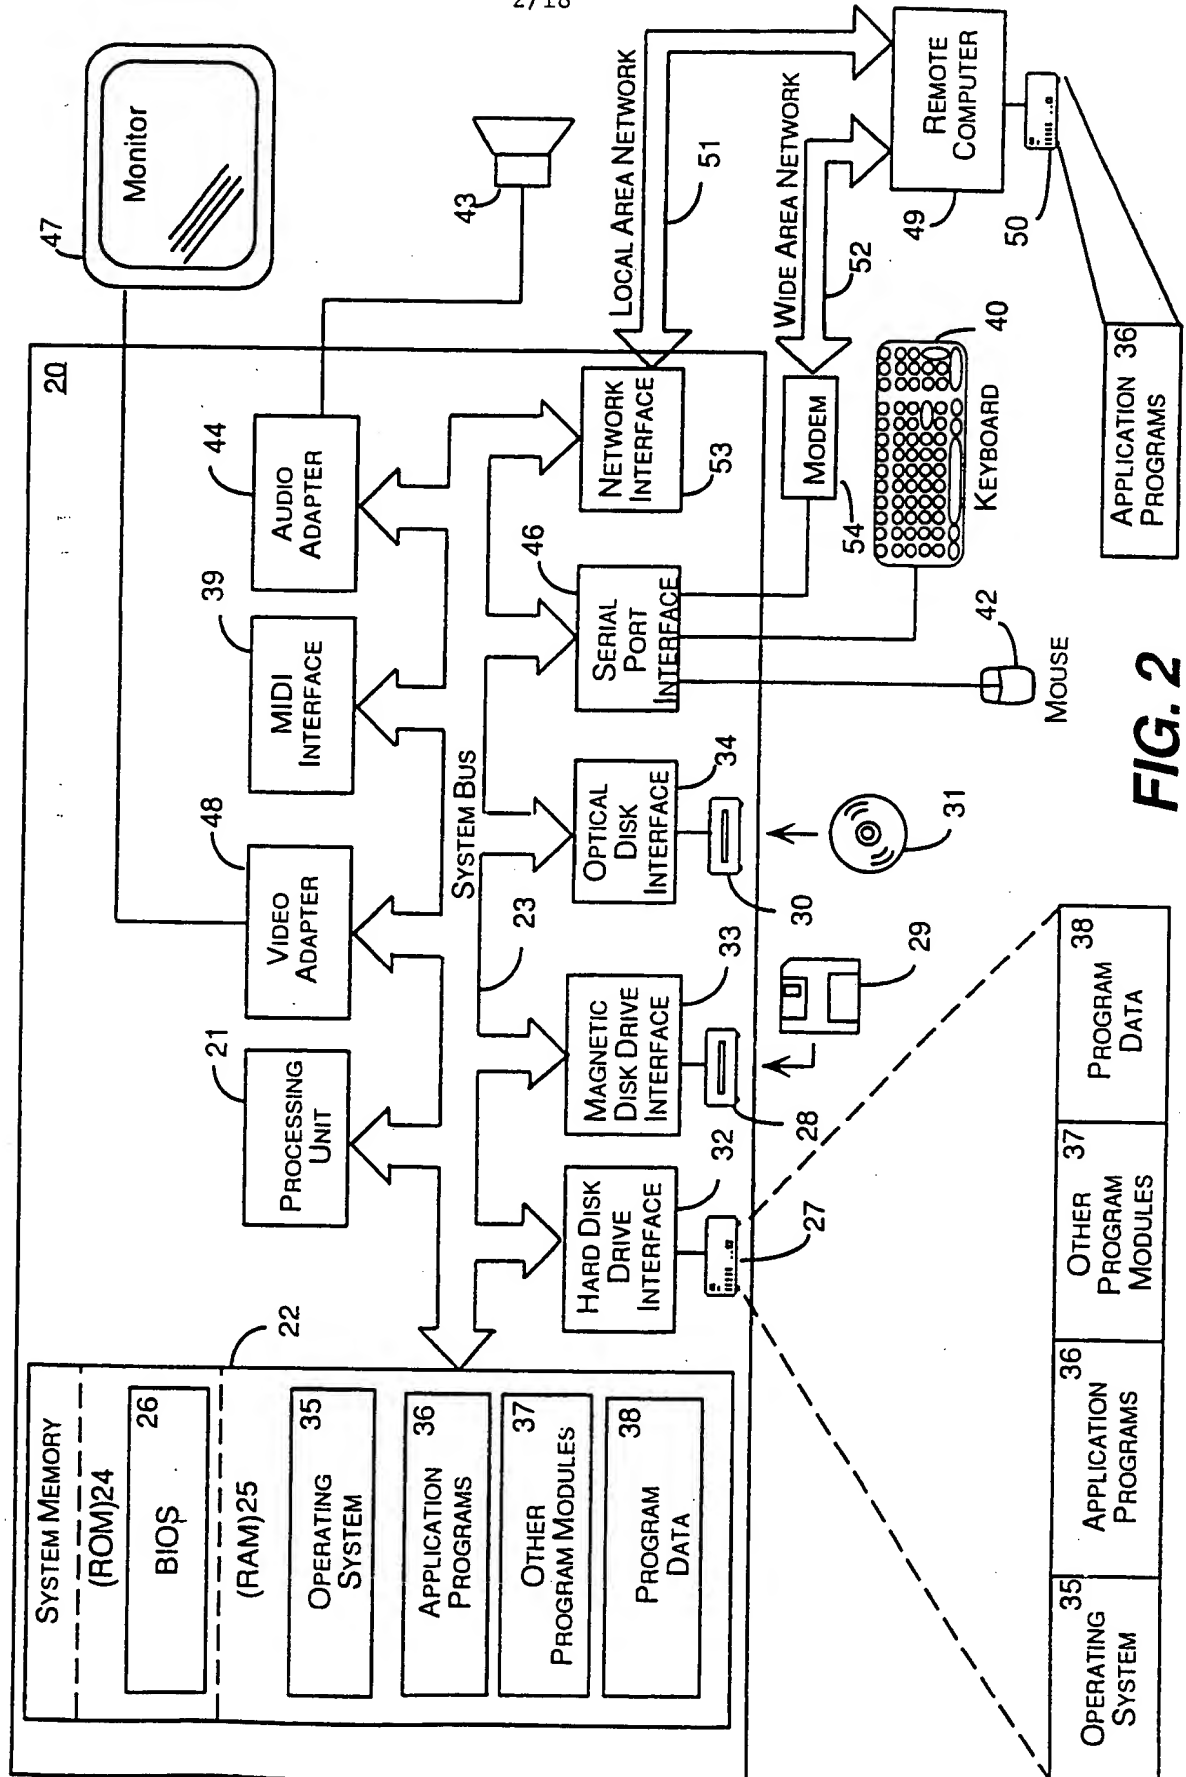 2/18
47
Monitor
43
20
SYSTEM MEMORY
(ROM)24
BIOS
26
(RAM)25
OPERATING
SYSTEM
35
APPLICATION
PROGRAMS
36
OTHER
PROGRAM MODULES
37
PROGRAM
DATA
38
22
PROCESSING
UNIT
21
VIDEO
ADAPTER
48
MIDI
INTERFACE
39
AUDIO
ADAPTER
44
SYSTEM BUS
23
HARD DISK
DRIVE
INTERFACE
32
MAGNETIC
DISK DRIVE
INTERFACE
33
OPTICAL
DISK
INTERFACE
34
SERIAL
PORT
INTERFACE
46
NETWORK
INTERFACE
53
27
28
30
29
31
LOCAL AREA NETWORK
51
WIDE AREA NETWORK
52
MODEM
54
REMOTE
COMPUTER
49
50
KEYBOARD
40
42
MOUSE
APPLICATION
PROGRAMS
36
OPERATING
SYSTEM
35
APPLICATION
PROGRAMS
36
OTHER
PROGRAM
MODULES
37
PROGRAM
DATA
38
FIG. 2